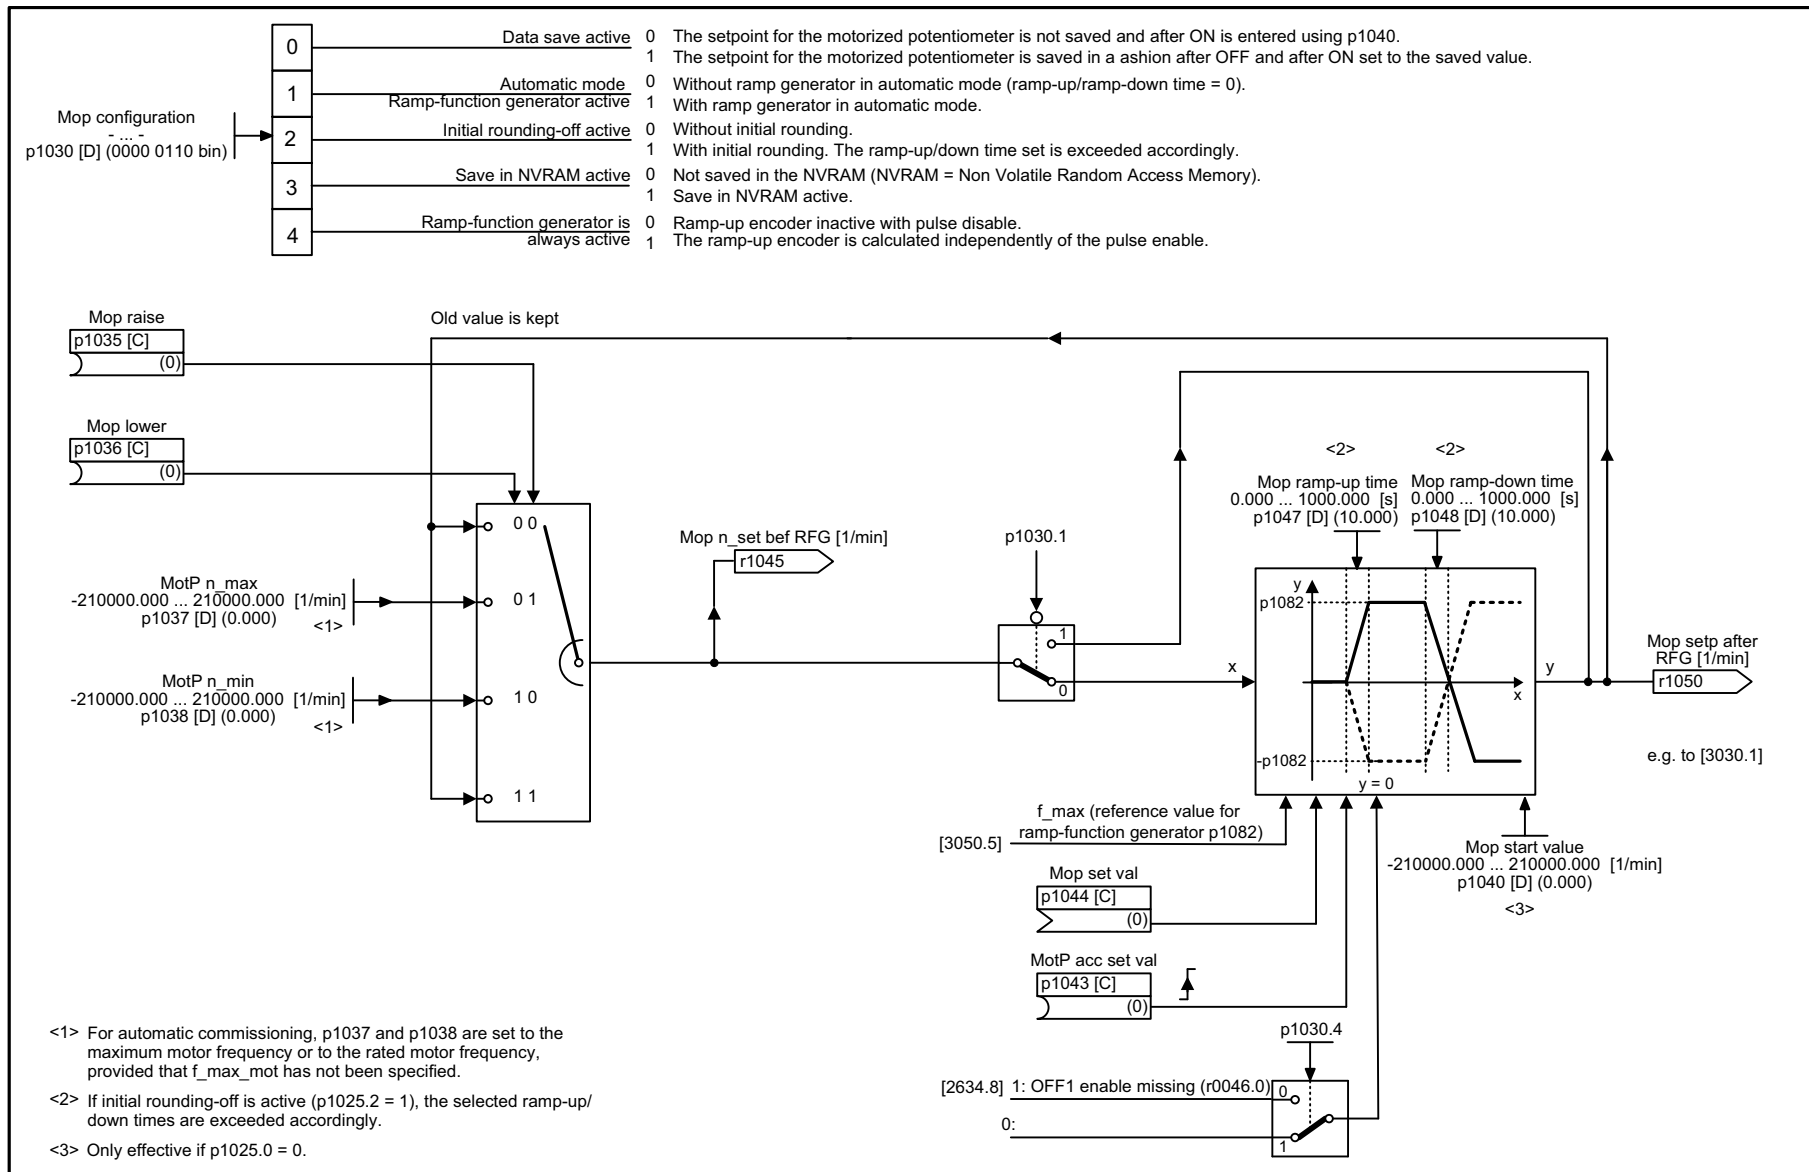 0
Data save active
0 The setpoint for the motorized potentiometer is not saved and after ON is entered using p1040.
1 The setpoint for the motorized potentiometer is saved in a ashion after OFF and after ON set to the saved value.
1
Automatic mode
Ramp-function generator active
0 Without ramp generator in automatic mode (ramp-up/ramp-down time = 0).
1 With ramp generator in automatic mode.
Mop configuration
- ... -
p1030 [D] (0000 0110 bin)
2
Initial rounding-off active
0 Without initial rounding.
1 With initial rounding. The ramp-up/down time set is exceeded accordingly.
3
Save in NVRAM active
0 Not saved in the NVRAM (NVRAM = Non Volatile Random Access Memory).
1 Save in NVRAM active.
4
Ramp-function generator is
always active
0 Ramp-up encoder inactive with pulse disable.
1 The ramp-up encoder is calculated independently of the pulse enable.
Mop raise
p1035 [C]
(0)
Old value is kept
Mop lower
p1036 [C]
(0)
0 0
MotP n_max
-210000.000 ... 210000.000 [1/min]
p1037 [D] (0.000)
<1>
0 1
MotP n_min
-210000.000 ... 210000.000 [1/min]
p1038 [D] (0.000)
<1>
1 0
1 1
Mop n_set bef RFG [1/min]
r1045
p1030.1
1
0
<2>
<2>
Mop ramp-up time
0.000 ... 1000.000 [s]
p1047 [D] (10.000)
Mop ramp-down time
0.000 ... 1000.000 [s]
p1048 [D] (10.000)
x
y
p1082
x
-p1082
y = 0
y
Mop setp after
RFG [1/min]
r1050
e.g. to [3030.1]
f_max (reference value for
ramp-function generator p1082)
[3050.5]
Mop start value
-210000.000 ... 210000.000 [1/min]
p1040 [D] (0.000)
<3>
Mop set val
p1044 [C]
(0)
MotP acc set val
p1043 [C]
(0)
p1030.4
[2634.8] 1: OFF1 enable missing (r0046.0)
0
0:
1
<1> For automatic commissioning, p1037 and p1038 are set to the
maximum motor frequency or to the rated motor frequency,
provided that f_max_mot has not been specified.
<2> If initial rounding-off is active (p1025.2 = 1), the selected ramp-up/
down times are exceeded accordingly.
<3> Only effective if p1025.0 = 0.